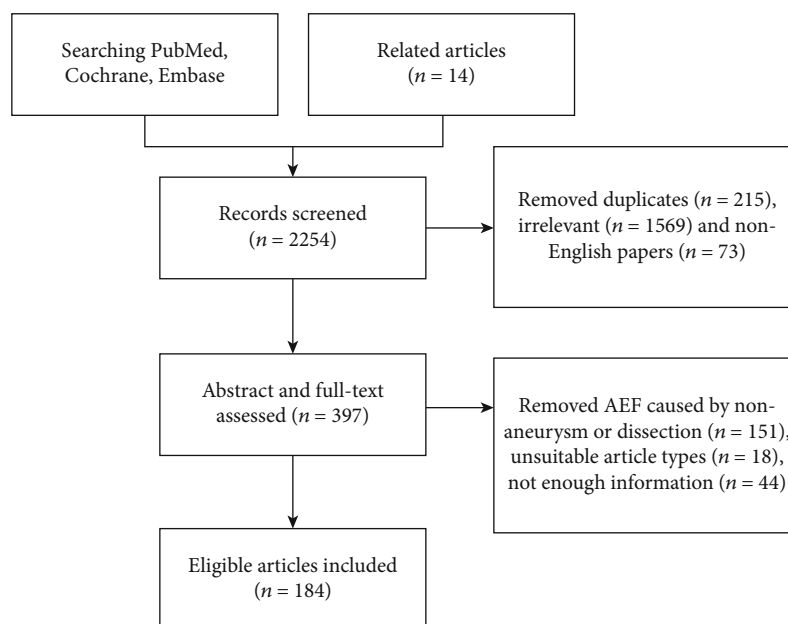 Searching PubMed,
Cochrane, Embase
Related articles
(n = 14)
Records screened
(n = 2254)
Removed duplicates (n = 215),
irrelevant (n = 1569) and non-
English papers (n = 73)
Abstract and full-text
assessed (n = 397)
Removed AEF caused by non-
aneurysm or dissection (n = 151),
unsuitable article types (n = 18),
not enough information (n = 44)
Eligible articles included
(n = 184)